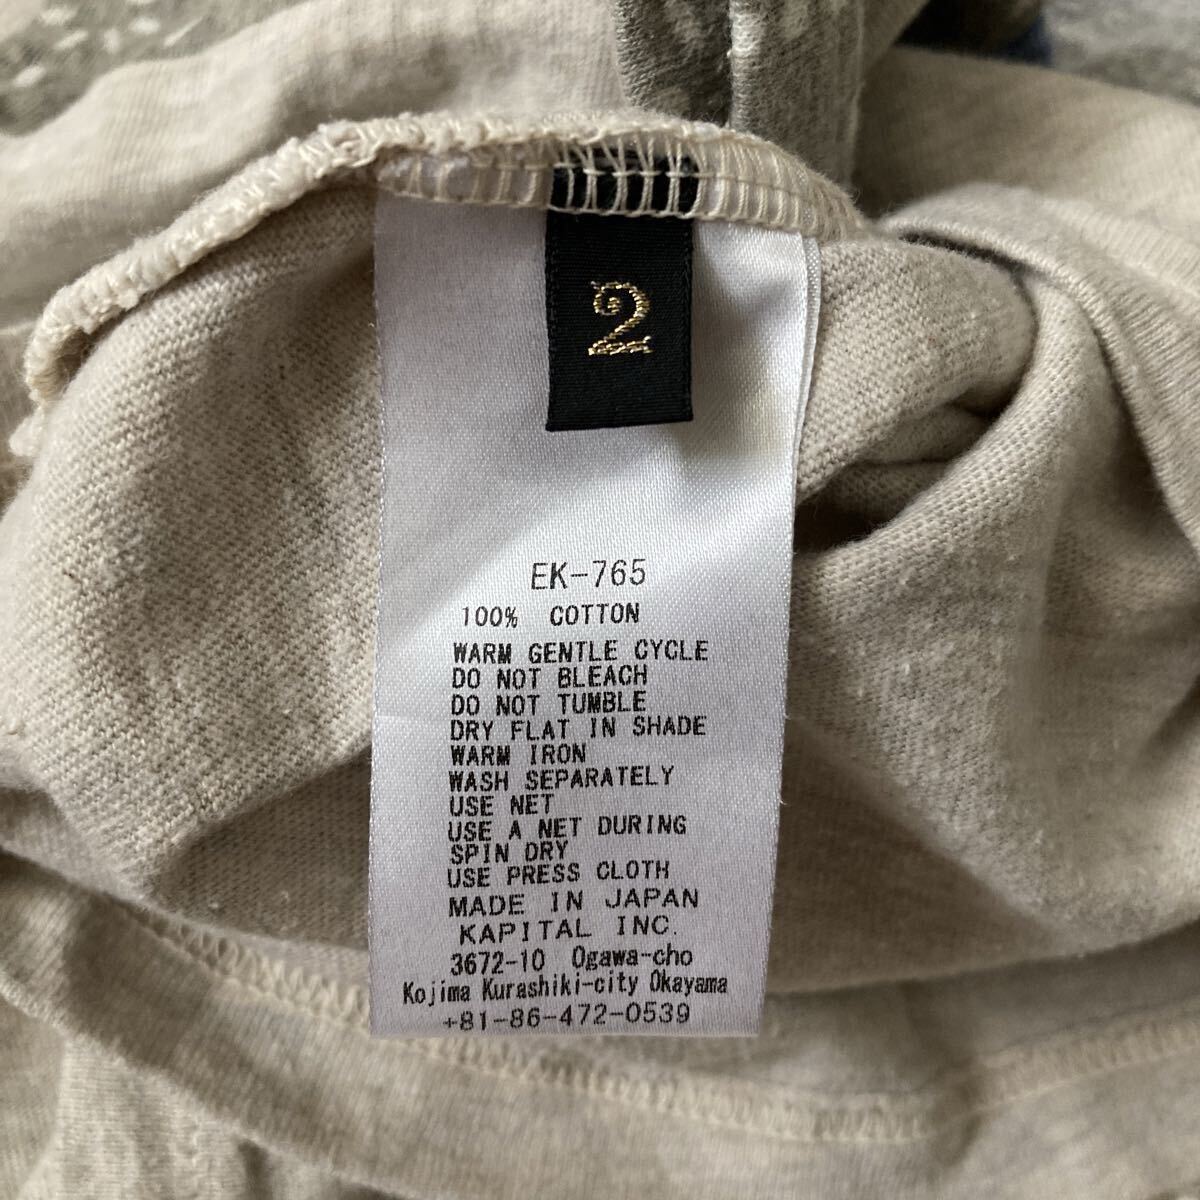 2
EK-765
100% COTTON
WARM GENTLE CYCLE
DO NOT BLEACH
DO NOT TUMBLE
DRY FLAT IN SHADE
WARM IRON
WASH SEPARATELY
USE NET
USE A NET DURING
SPIN DRY
USE PRESS CLOTH
MADE IN JAPAN
KAPITAL INC.
3672-10 Ogawa-cho
Kojima Kurashiki-city Okayama
+81-86-472-0539